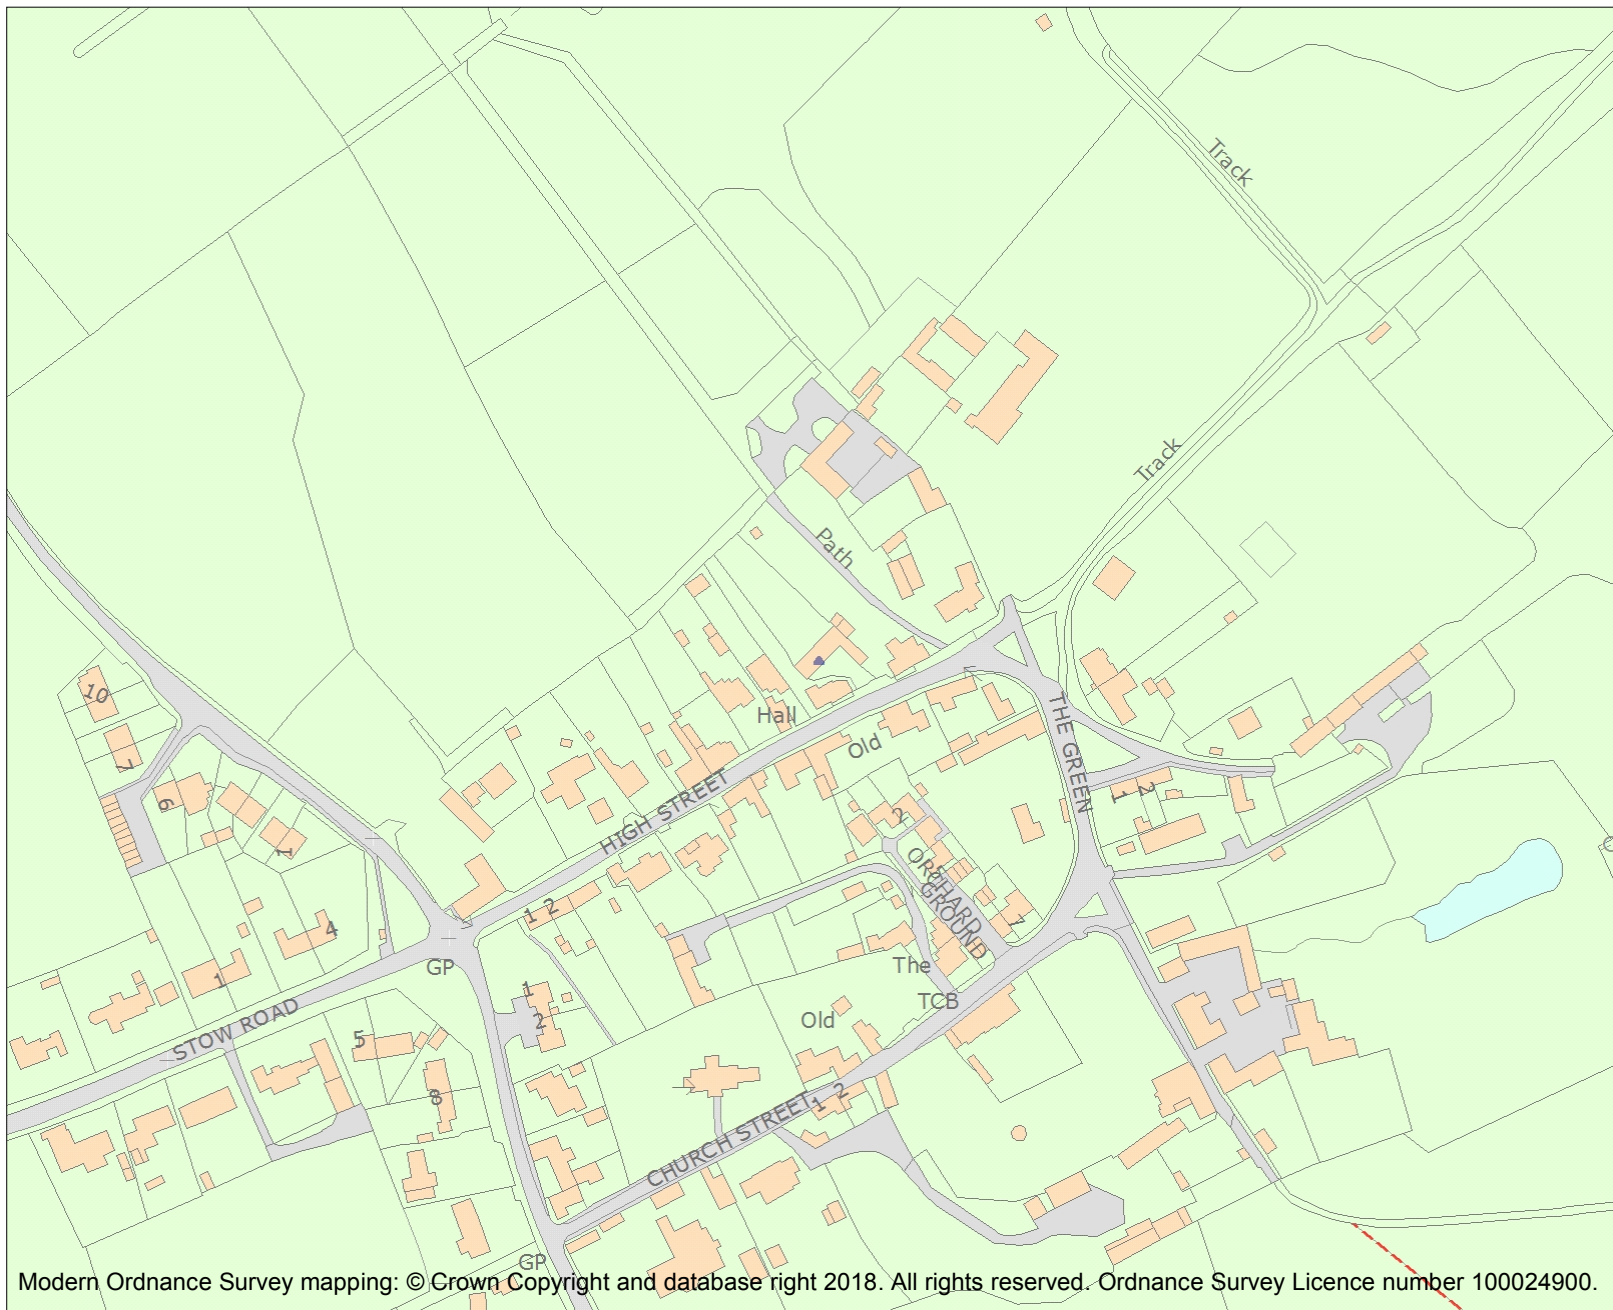 Track
Track
Path
10
7
6
1
Hall
Old
THE GREEN
HIGH STREET
1
2
2
ORCHARD
GROUND
7
1 2
4
1
GP
The
TCB
Old
1
2
STOW ROAD
5
8
1 2
CHURCH STREET
GP
Modern Ordnance Survey mapping: © Crown Copyright and database right 2018. All rights reserved. Ordnance Survey Licence number 100024900.